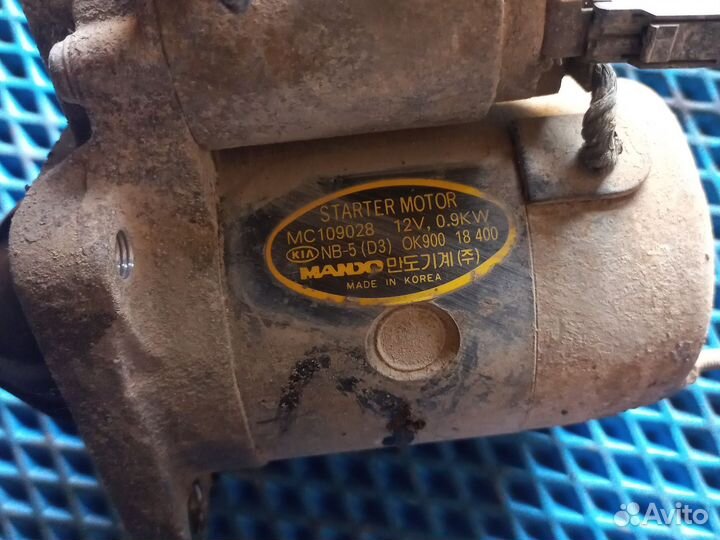 STARTER MOTOR
MC109028 12V, 0.9KW
KIA NB-5 (D3) OK900 18 400
MANDO 만도기계(주)
MADE IN KOREA
Avito